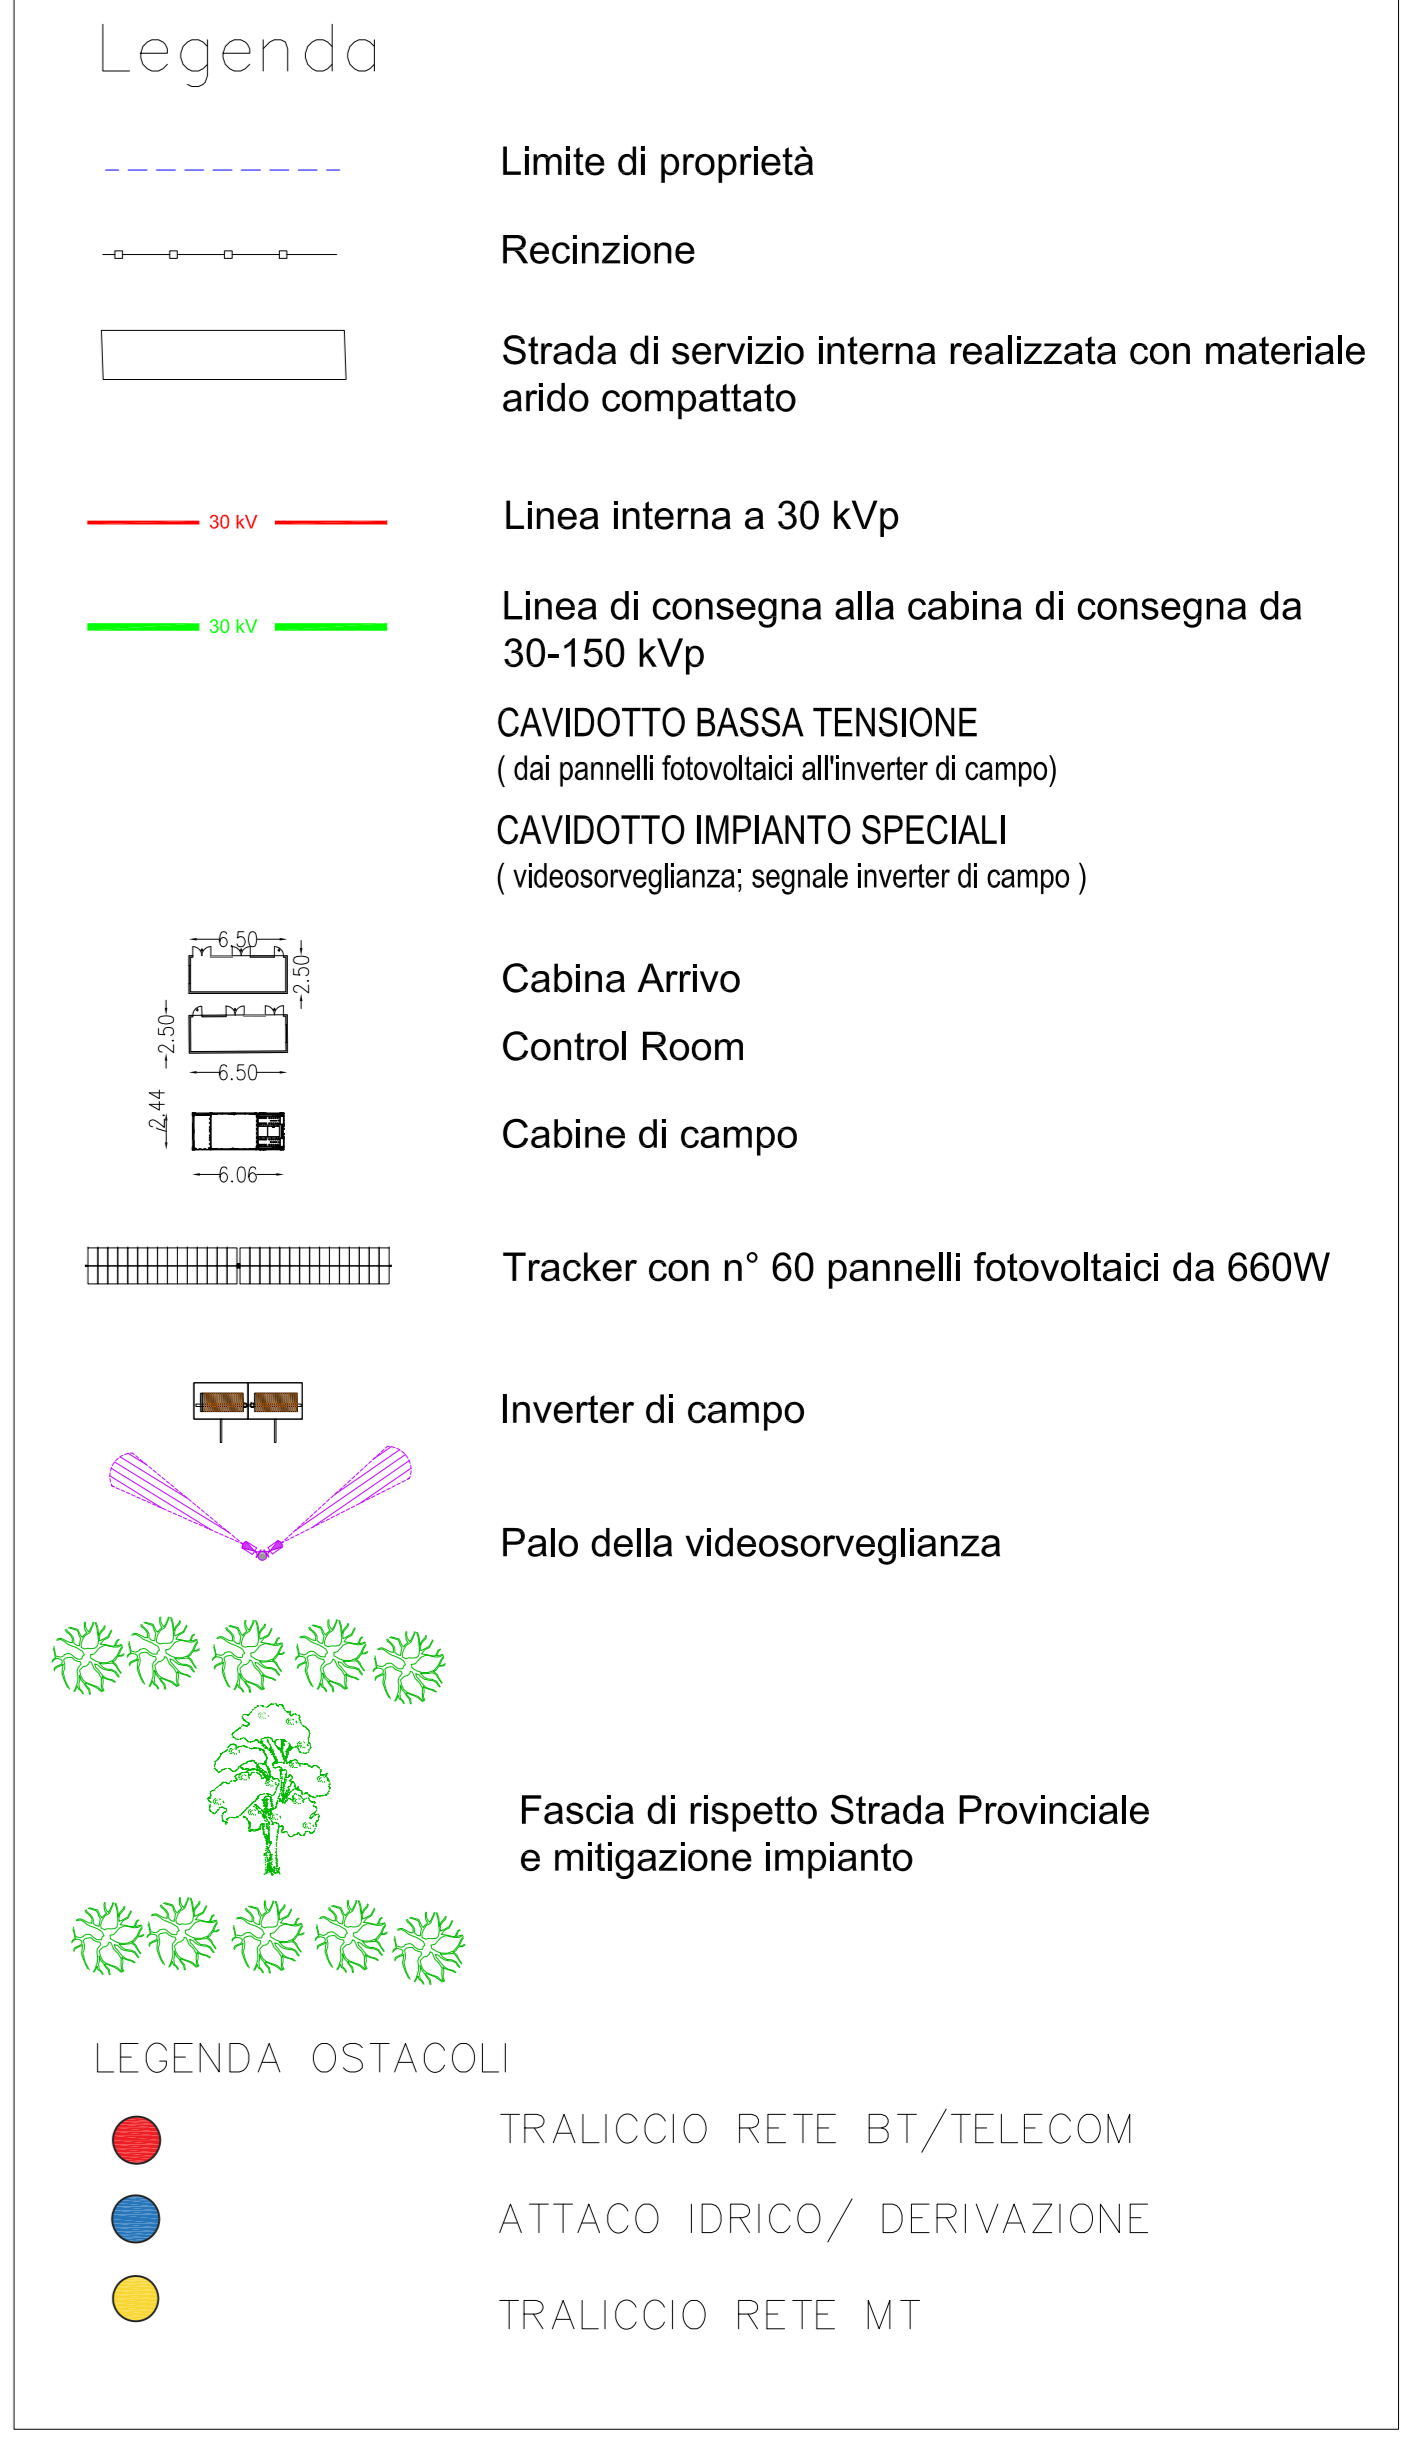 Legenda
Limite di proprietà
Recinzione
Strada di servizio interna realizzata con materiale
arido compattato
30 kV
Linea interna a 30 kVp
30 kV
Linea di consegna alla cabina di consegna da
30-150 kVp
CAVIDOTTO BASSA TENSIONE
( dai pannelli fotovoltaici all'inverter di campo)
CAVIDOTTO IMPIANTO SPECIALI
( videosorveglianza; segnale inverter di campo )
6.50
2.50
Cabina Arrivo
2.50
6.50
Control Room
2.44
6.06
Cabine di campo
Tracker con n° 60 pannelli fotovoltaici da 660W
Inverter di campo
Palo della videosorveglianza
Fascia di rispetto Strada Provinciale
e mitigazione impianto
LEGENDA OSTACOLI
TRALICCIO RETE BT/TELECOM
ATTACO IDRICO/ DERIVAZIONE
TRALICCIO RETE MT